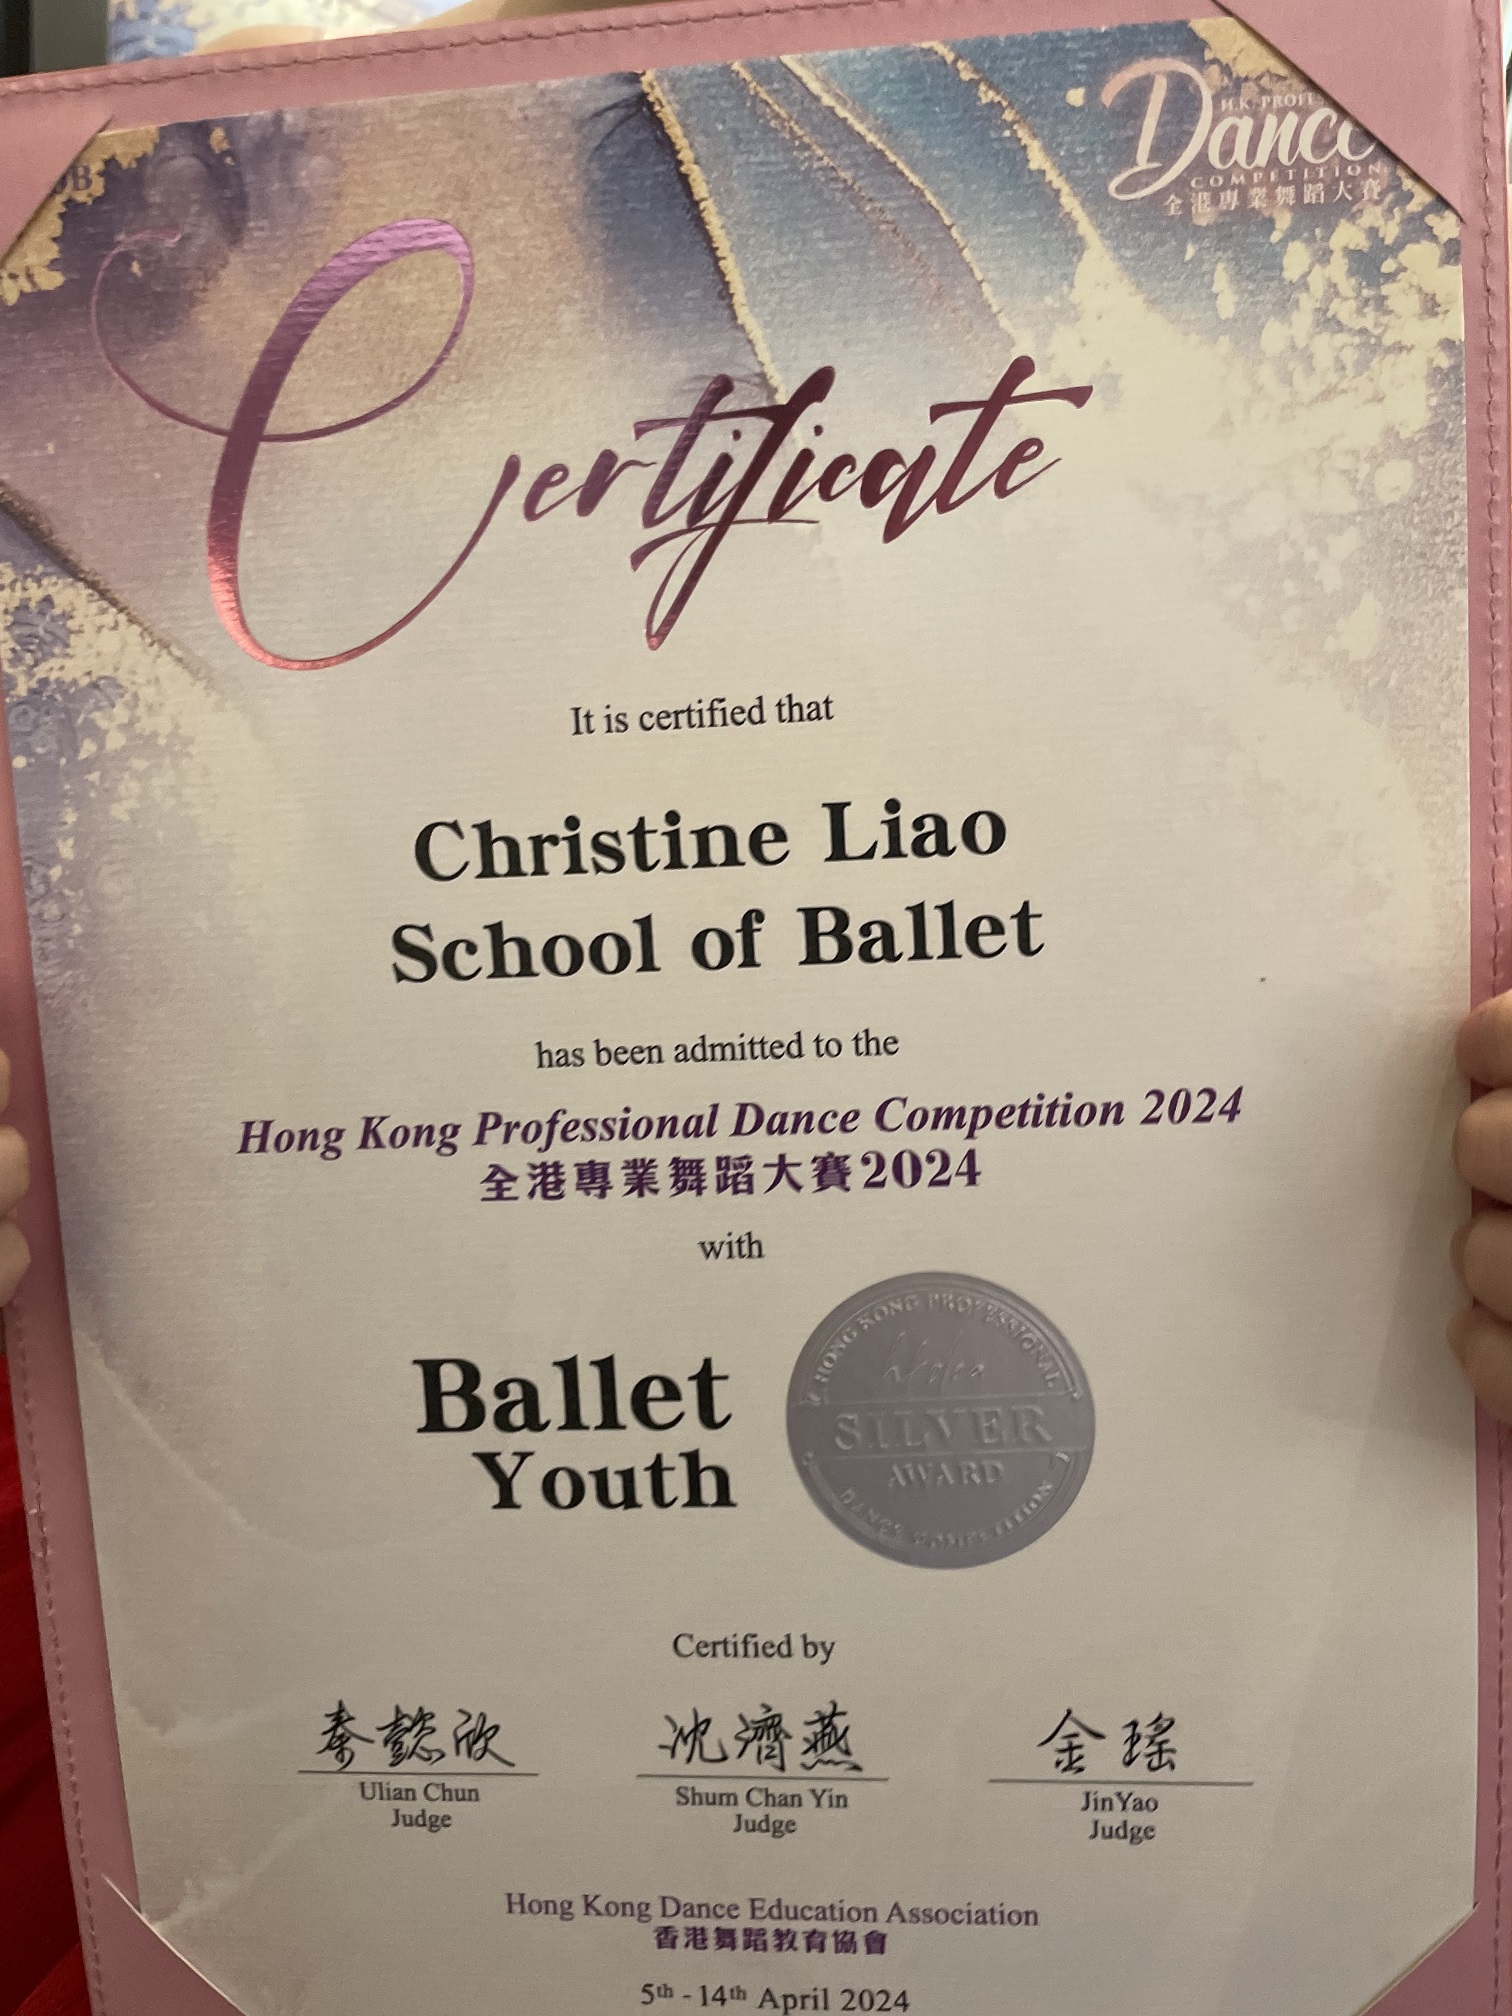 H.K. PROFES
Dance
COMPETITION
全港專業舞蹈大賽
Certificate
It is certified that
Christine Liao
School of Ballet
has been admitted to the
Hong Kong Professional Dance Competition 2024
全港專業舞蹈大賽2024
with
Ballet
Youth
HONG KONG PROFESSIONAL
SILVER
AWARD
DANCE COMPETITION
Certified by
秦懿欣
Ulian Chun
Judge
沈濟燕
Shum Chan Yin
Judge
金瑤
JinYao
Judge
Hong Kong Dance Education Association
香港舞蹈教育協會
5th - 14th April 2024